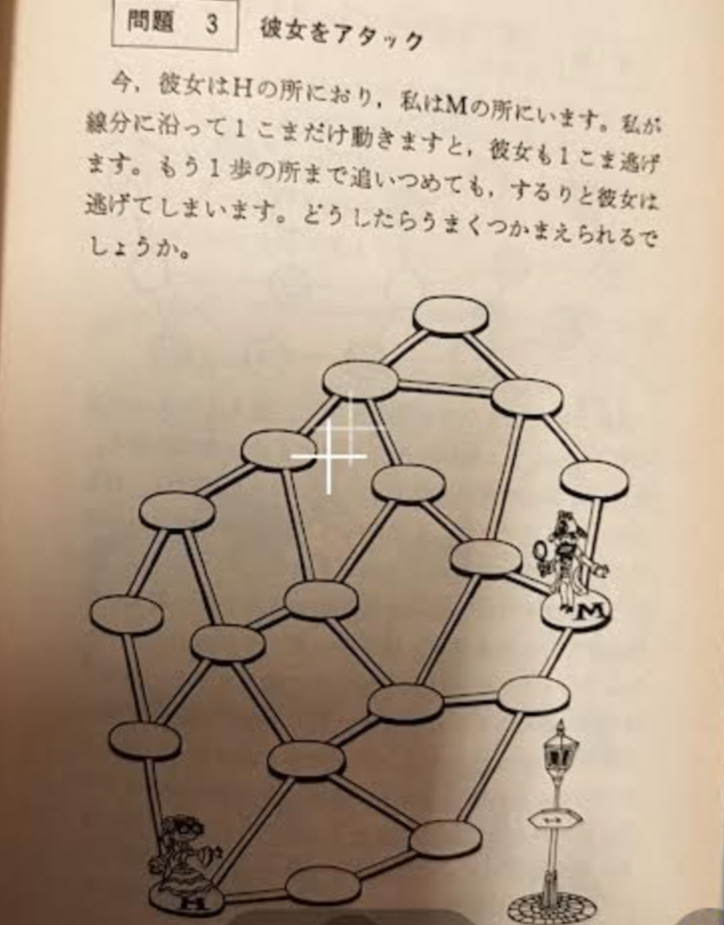 問題 3 彼女をアタック
今，彼女はHの所におり，私はMの所にいます。私が
線分に沿って1こまだけ動きますと，彼女も1こま逃げ
ます。もう1歩の所まで追いつめても，するりと彼女は
逃げてしまいます。どうしたらうまくつかまえられるで
しょうか。
M
H